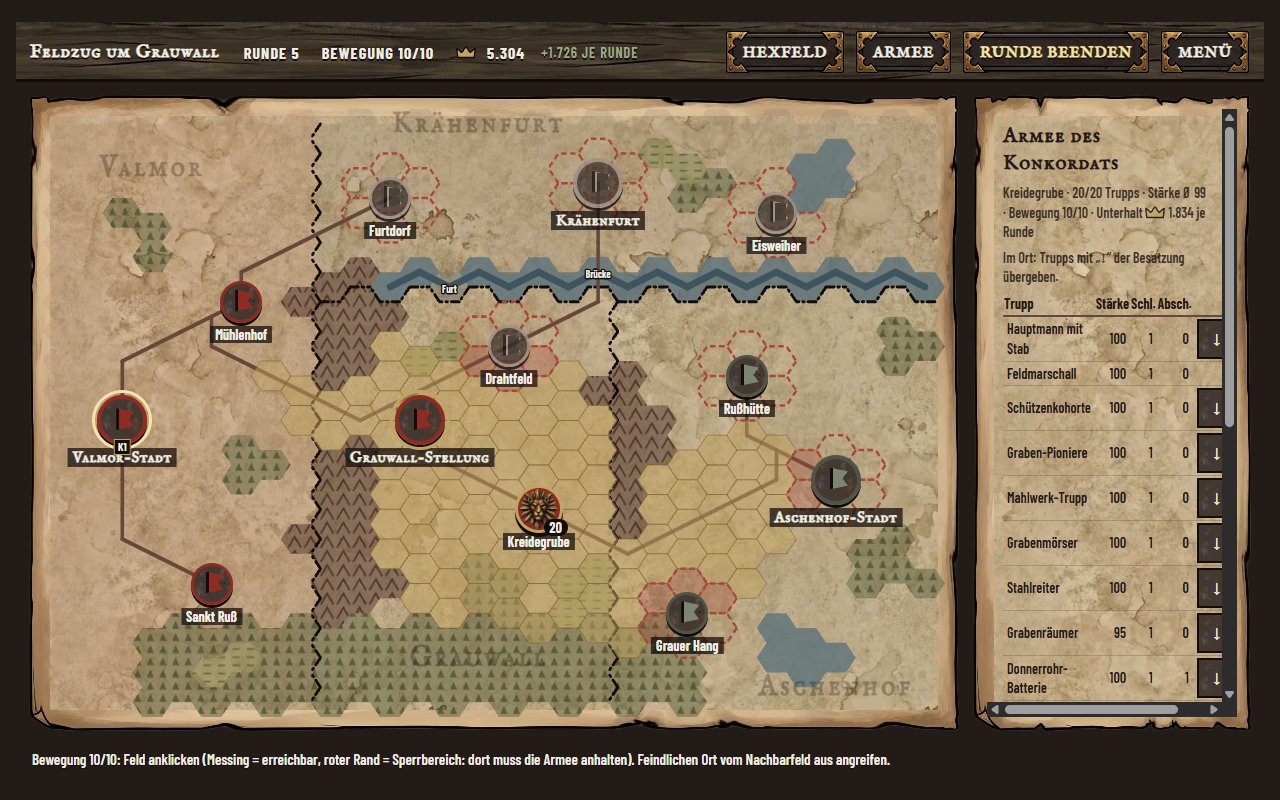 Feldzug um Grauwall RUNDE 5 BEWEGUNG 10/10 5.304 +1.726 JE RUNDE HEXFELD ARMEE RUNDE BEENDEN MENÜ
Krähenfurt
Valmor
Furtdorf
Krähenfurt
Eisweiher
Brücke
Furt
Mühlenhof
Drahtfeld
Rußhütte
K1
Valmor-Stadt
Grauwall-Stellung
Aschenhof-Stadt
20
Kreidegrube
Sankt Ruß
Grauer Hang
Grauwall
Aschenhof
Armee des
Konkordats
Kreidegrube · 20/20 Trupps · Stärke Ø 99
· Bewegung 10/10 · Unterhalt 1.834 je
Runde
Im Ort: Trupps mit „↓“ der Besatzung
übergeben.
Trupp Stärke Schl. Absch.
Hauptmann mit
Stab 100 1 0 ↓
Feldmarschall 100 1 0
Schützenkohorte 100 1 0 ↓
Graben-Pioniere 100 1 0 ↓
Mahlwerk-Trupp 100 1 0 ↓
Grabenmörser 100 1 0 ↓
Stahlreiter 100 1 0 ↓
Grabenräumer 95 1 0 ↓
Donnerrohr-
Batterie 100 1 1 ↓
Bewegung 10/10: Feld anklicken (Messing = erreichbar, roter Rand = Sperrbereich: dort muss die Armee anhalten). Feindlichen Ort vom Nachbarfeld aus angreifen.